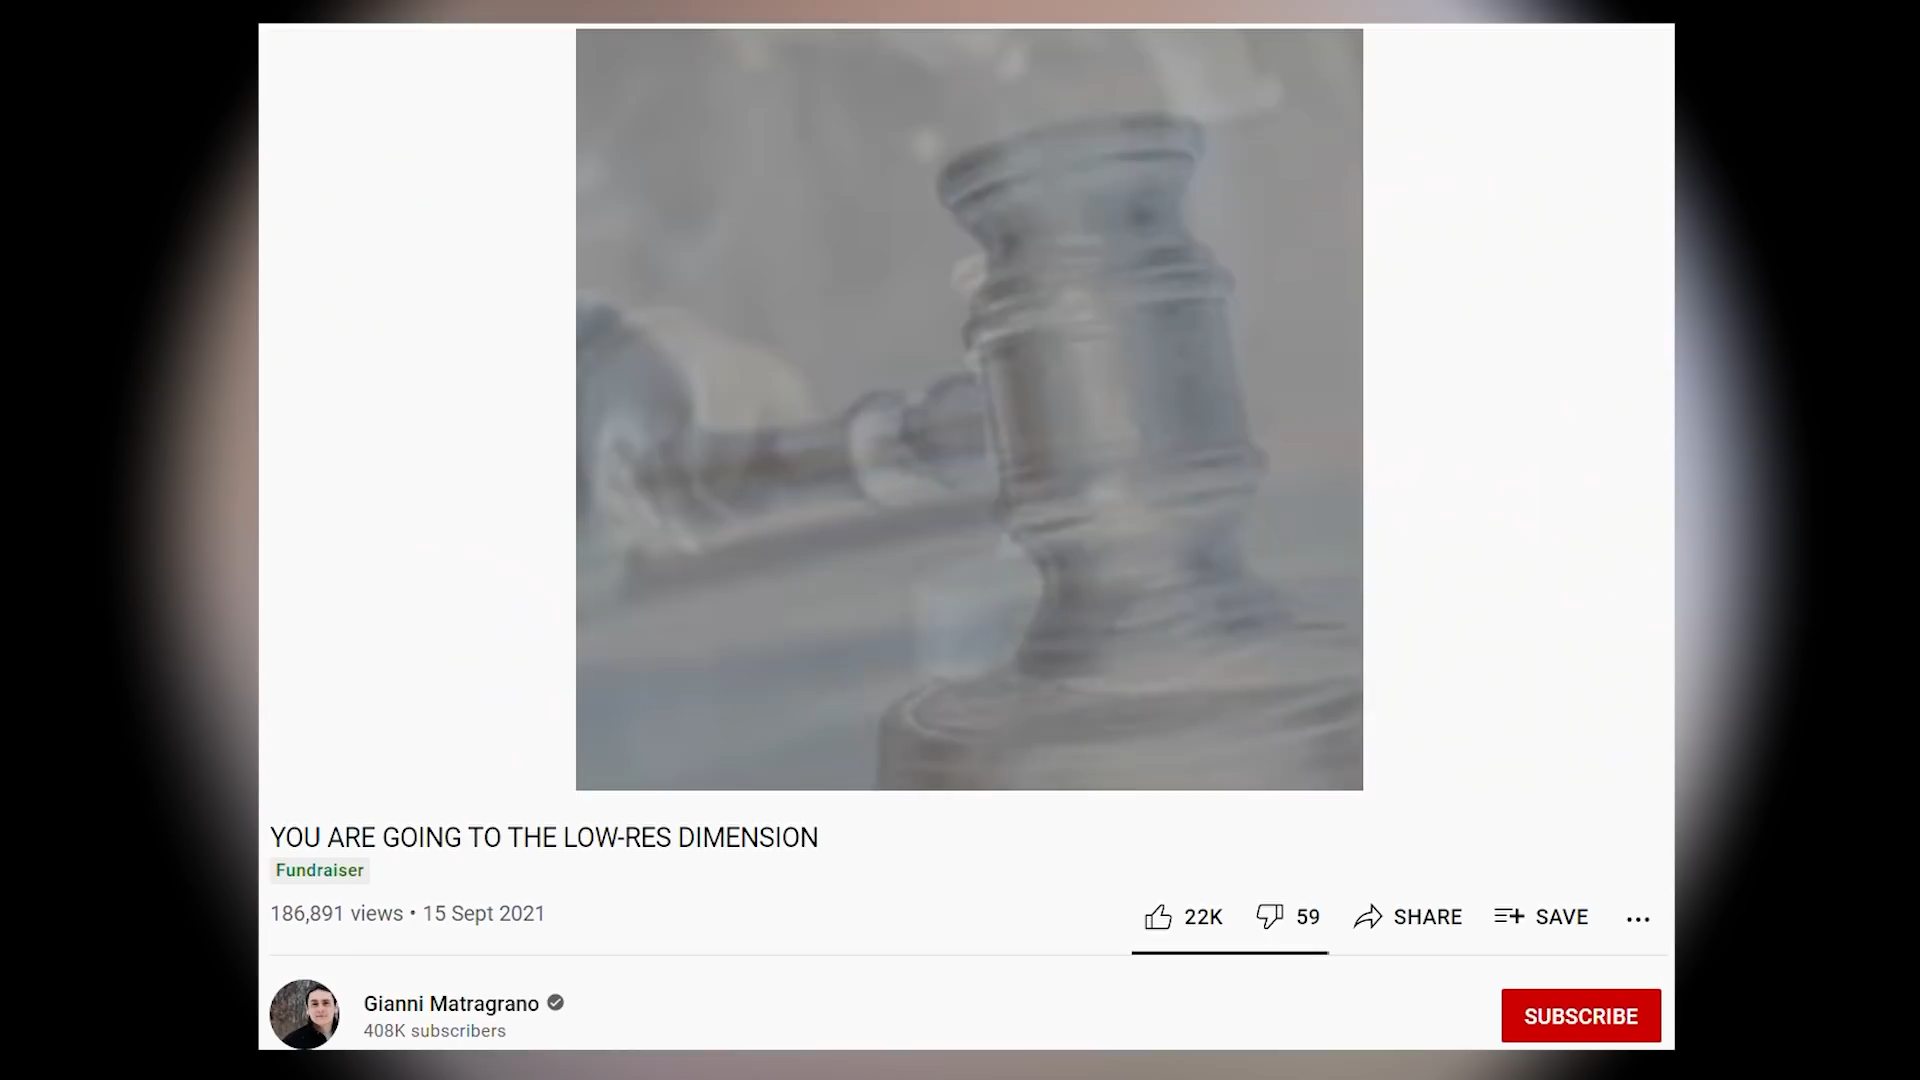 YOU ARE GOING TO THE LOW-RES DIMENSION
Fundraiser
186,891 views • 15 Sept 2021
22K 59 SHARE SAVE
Gianni Matragrano
408K subscribers
SUBSCRIBE